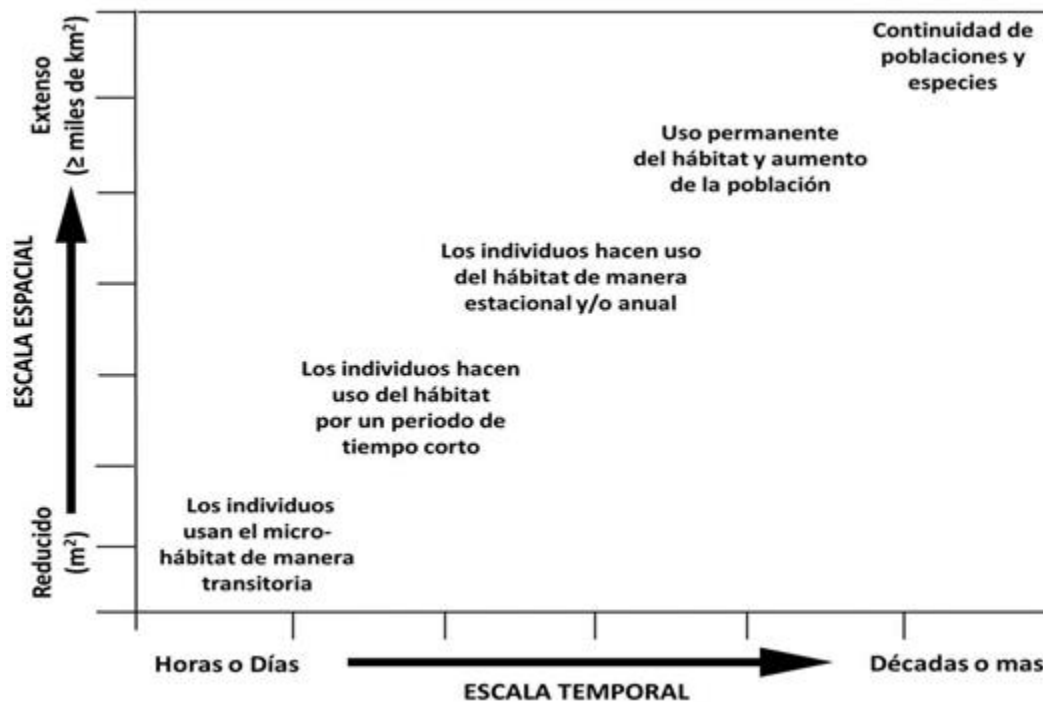 Extenso
(≥ miles de km²)
ESCALA ESPACIAL
Reducido
(m²)
Continuidad de
poblaciones y
especies
Uso permanente
del hábitat y aumento
de la población
Los individuos hacen uso
del hábitat de manera
estacional y/o anual
Los individuos hacen
uso del hábitat
por un periodo de
tiempo corto
Los individuos
usan el micro-
hábitat de manera
transitoria
Horas o Días
Décadas o mas
ESCALA TEMPORAL